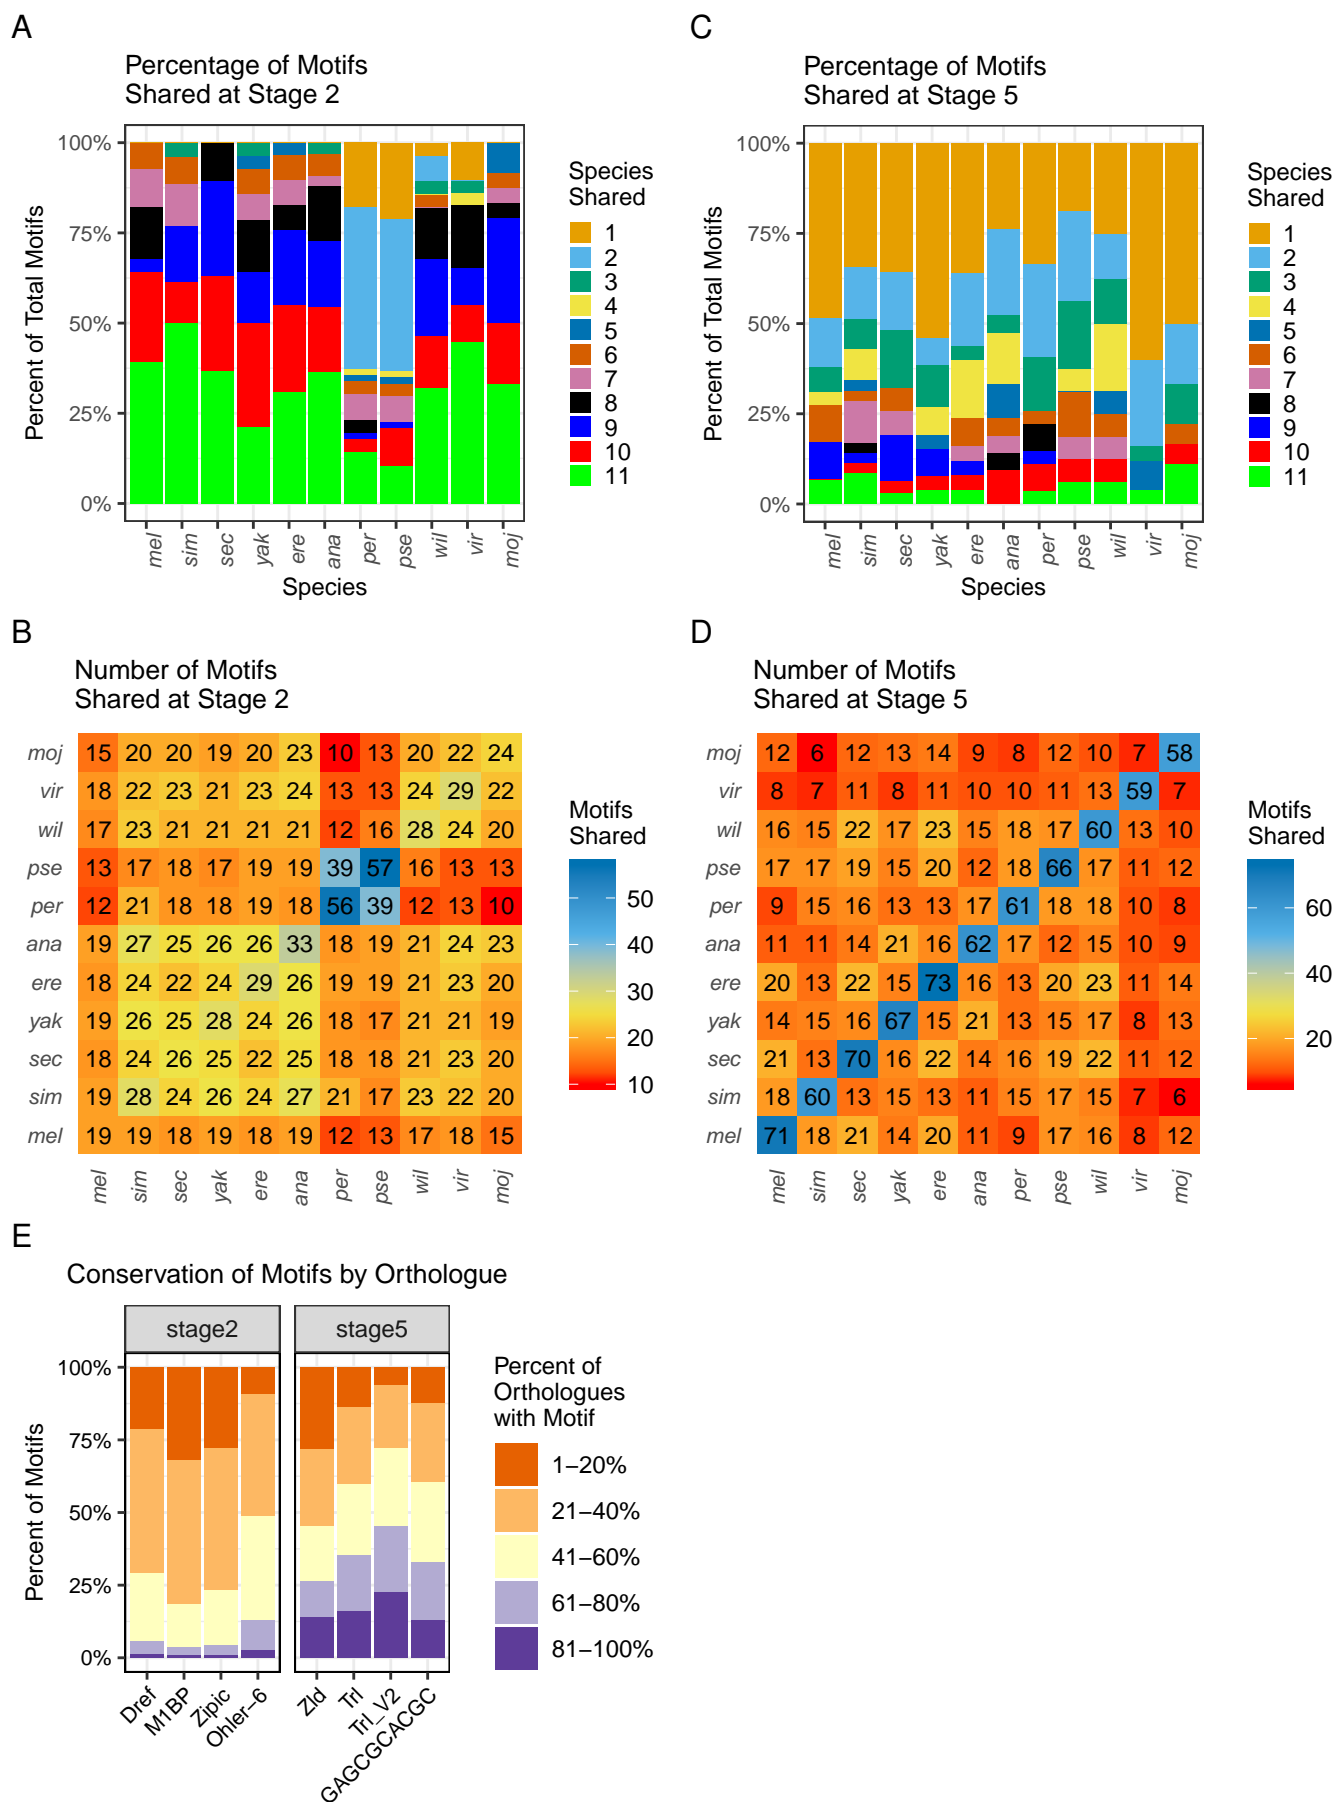 A
Percentage of Motifs
Shared at Stage 2
Percent of Total Motifs
100%
75%
50%
25%
0%
mel sim sec yak ere ana per pse wil vir moj
Species
Species
Shared
1
2
3
4
5
6
7
8
9
10
11
C
Percentage of Motifs
Shared at Stage 5
Percent of Total Motifs
100%
75%
50%
25%
0%
mel sim sec yak ere ana per pse wil vir moj
Species
Species
Shared
1
2
3
4
5
6
7
8
9
10
11
B
Number of Motifs
Shared at Stage 2
moj 15 20 20 19 20 23 10 13 20 22 24
vir 18 22 23 21 23 24 13 13 24 29 22
wil 17 23 21 21 21 21 12 16 28 24 20
pse 13 17 18 17 19 19 39 57 16 13 13
per 12 21 18 18 19 18 56 39 12 13 10
ana 19 27 25 26 26 33 18 19 21 24 23
ere 18 24 22 24 29 26 19 19 21 23 20
yak 19 26 25 28 24 26 18 17 21 21 19
sec 18 24 26 25 22 25 18 18 21 23 20
sim 19 28 24 26 24 27 21 17 23 22 20
mel 19 19 18 19 18 19 12 13 17 18 15
mel sim sec yak ere ana per pse wil vir moj
Motifs
Shared
50
40
30
20
10
D
Number of Motifs
Shared at Stage 5
moj 12 6 12 13 14 9 8 12 10 7 58
vir 8 7 11 8 11 10 10 11 13 59 7
wil 16 15 22 17 23 15 18 17 60 13 10
pse 17 17 19 15 20 12 18 66 17 11 12
per 9 15 16 13 13 17 61 18 18 10 8
ana 11 11 14 21 16 62 17 12 15 10 9
ere 20 13 22 15 73 16 13 20 23 11 14
yak 14 15 16 67 15 21 13 15 17 8 13
sec 21 13 70 16 22 14 16 19 22 11 12
sim 18 60 13 15 13 11 15 17 15 7 6
mel 71 18 21 14 20 11 9 17 16 8 12
mel sim sec yak ere ana per pse wil vir moj
Motifs
Shared
60
40
20
E
Conservation of Motifs by Orthologue
stage2 stage5
Percent of Motifs
100%
75%
50%
25%
0%
Dref M1BP Zipic Ohler−6 Zld Trl Trl_V2 GAGCGCACGC
Percent of
Orthologues
with Motif
1−20%
21−40%
41−60%
61−80%
81−100%